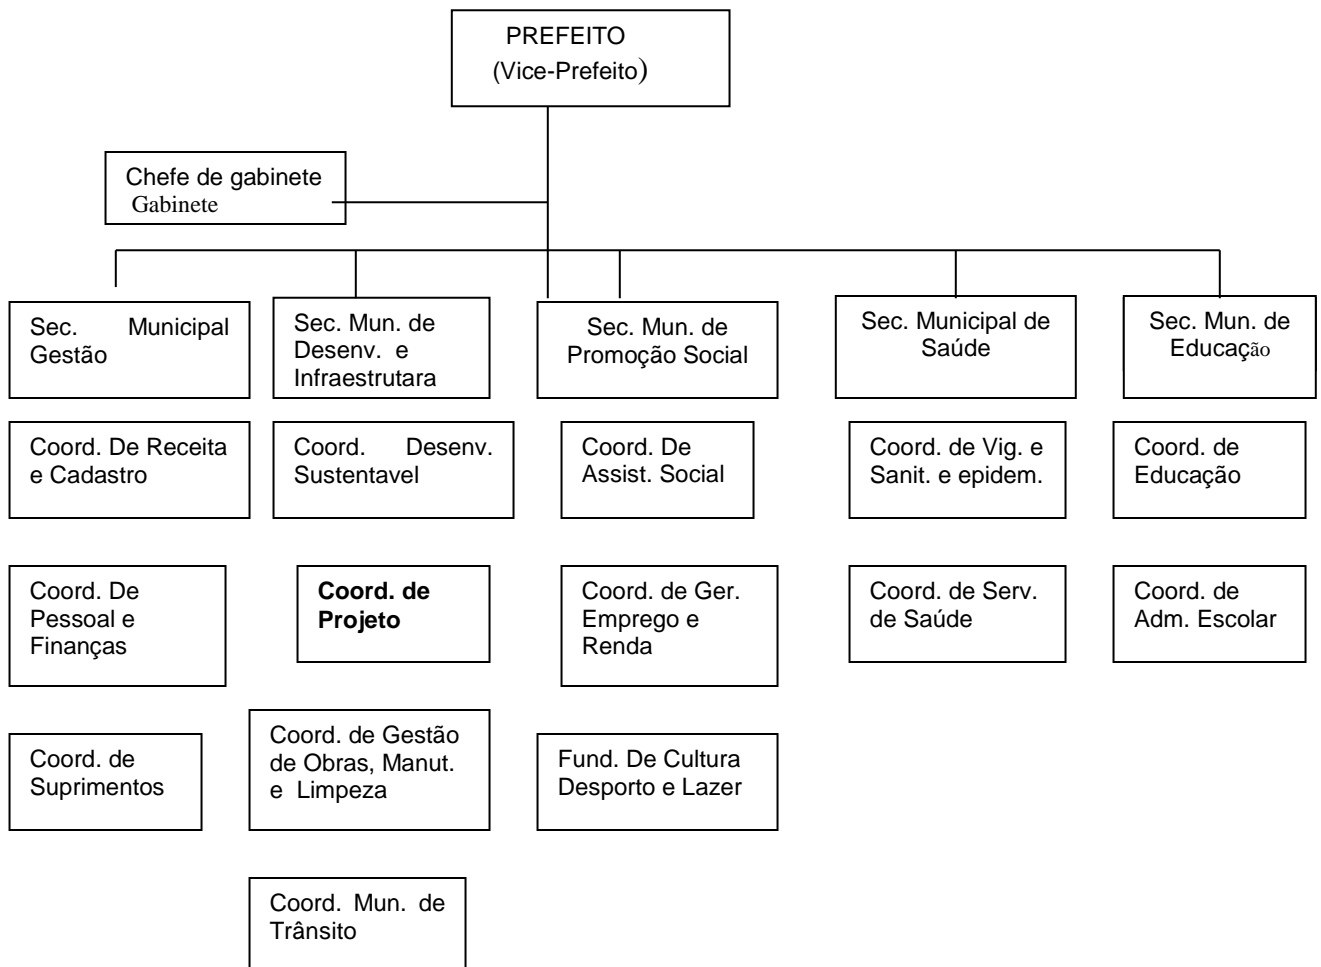 PREFEITO
(Vice-Prefeito)
Chefe de gabinete
Gabinete
Sec. Municipal
Gestão
Sec. Mun. de
Desenv. e
Infraestrutara
Sec. Mun. de
Promoção Social
Sec. Municipal de
Saúde
Sec. Mun. de
Educação
Coord. De Receita
e Cadastro
Coord. Desenv.
Sustentavel
Coord. De
Assist. Social
Coord. de Vig. e
Sanit. e epidem.
Coord. de
Educação
Coord. De
Pessoal e
Finanças
Coord. de
Projeto
Coord. de Ger.
Emprego e
Renda
Coord. de Serv.
de Saúde
Coord. de
Adm. Escolar
Coord. de
Suprimentos
Coord. de Gestão
de Obras, Manut.
e Limpeza
Fund. De Cultura
Desporto e Lazer
Coord. Mun. de
Trânsito